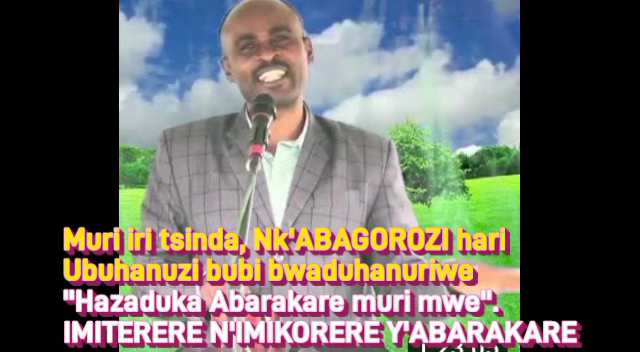 Muri iri tsinda, Nk'ABAGOROZI hari
Ubuhanuzi bubi bwaduhanuriwe
"Hazaduka Abarakare muri mwe".
IMITERERE N'IMIKORERE Y'ABARAKARE